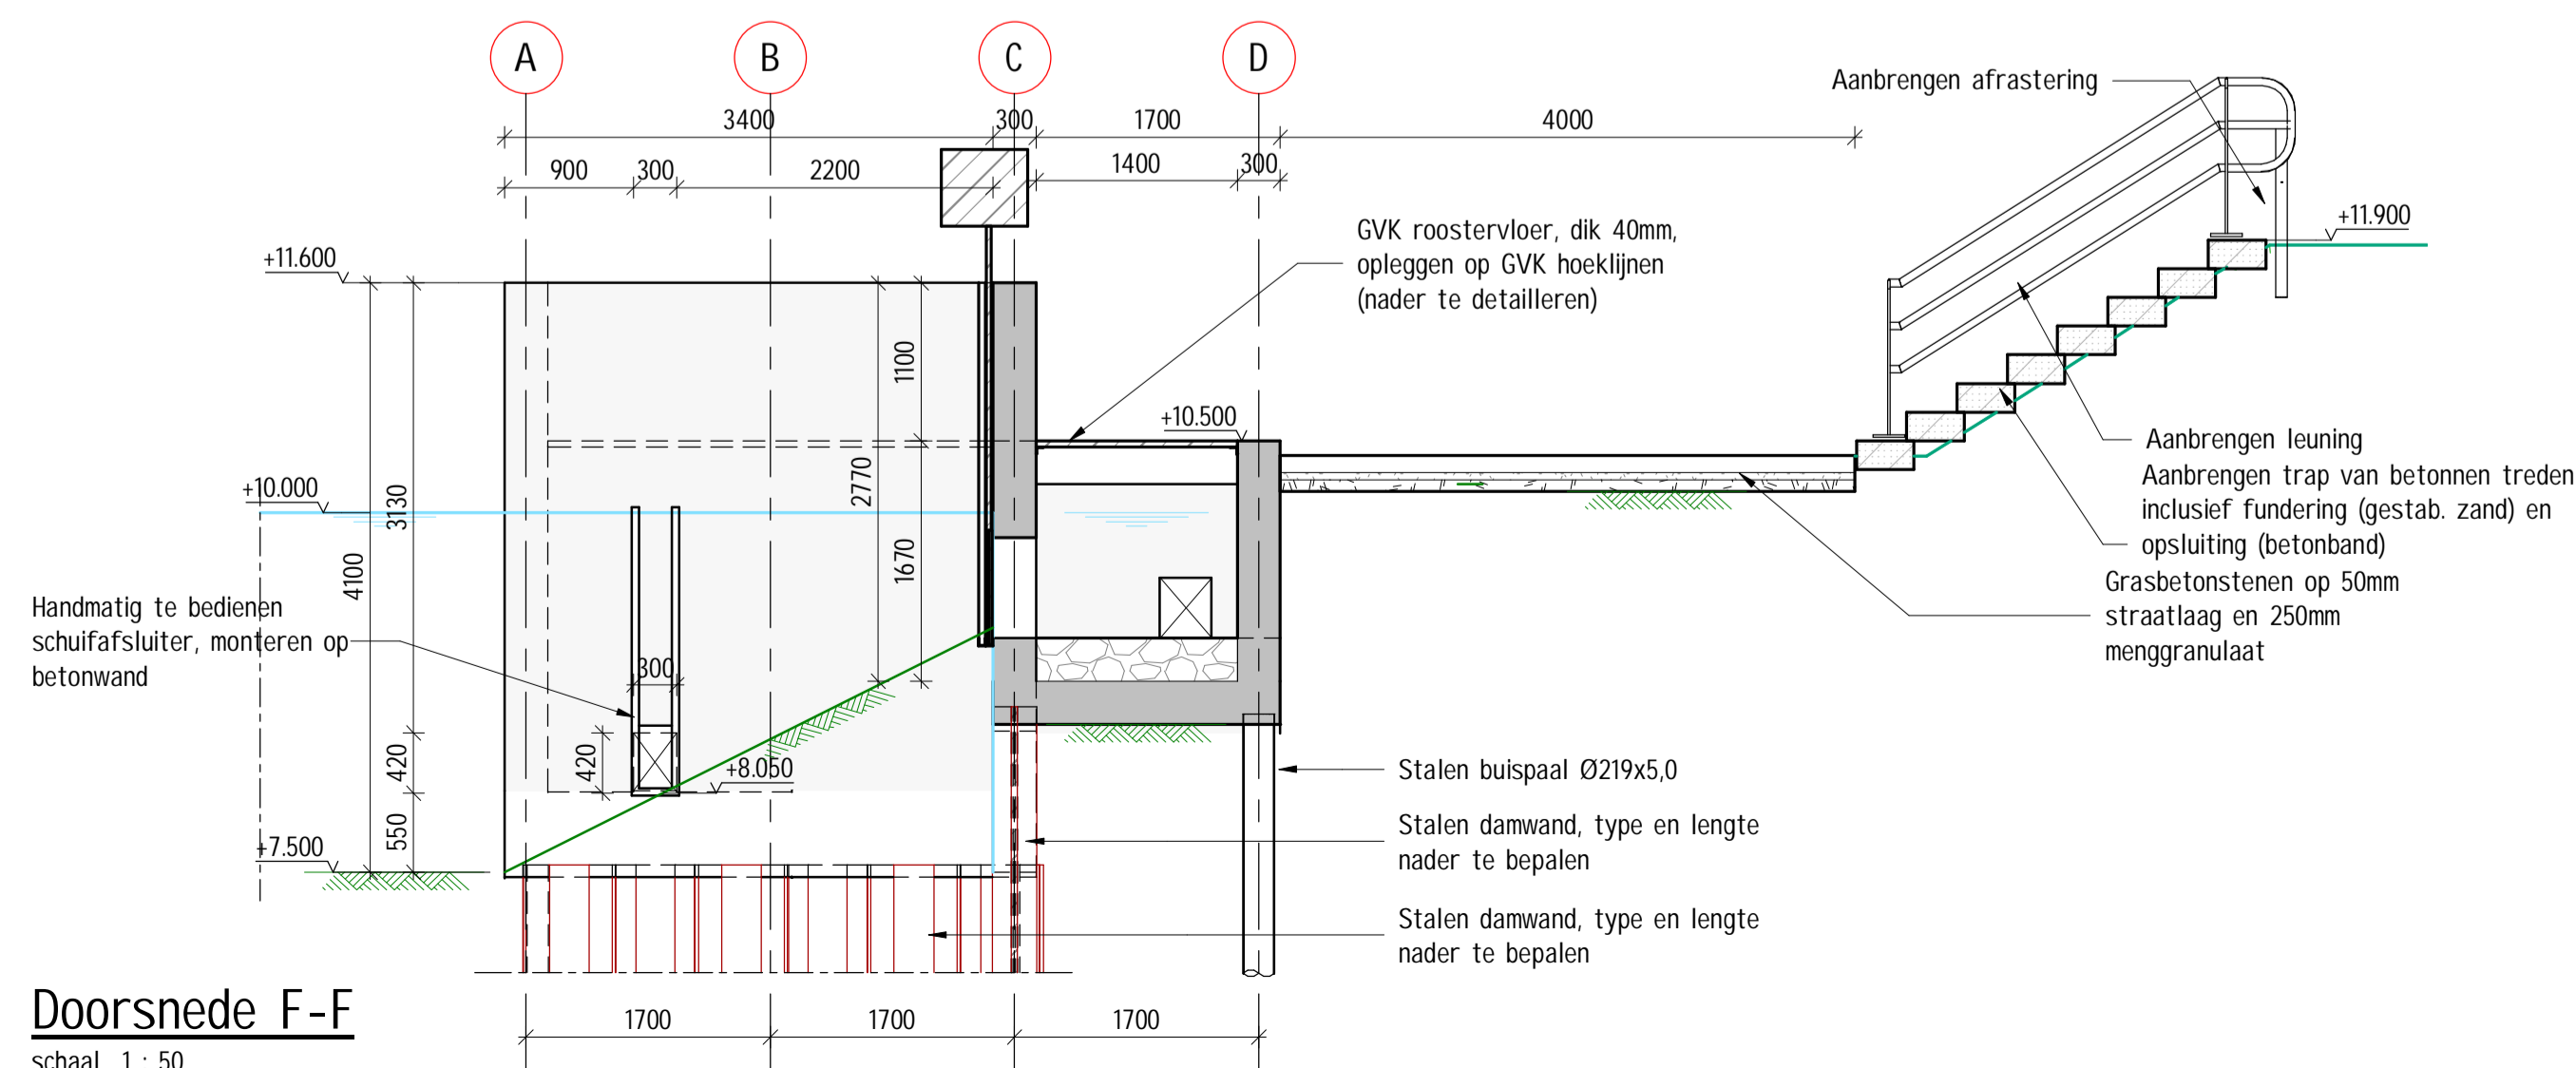 A
B
C
D
Aanbrengen afrastering
3400
300
1700
4000
900
300
2200
1400
300
+11.600
+11.900
GVK roostervloer, dik 40mm,
opleggen op GVK hoeklijnen
(nader te detailleren)
1100
+10.500
+10.000
3130
2770
4100
1670
Aanbrengen leuning
Aanbrengen trap van betonnen treden
inclusief fundering (gestab. zand) en
opsluiting (betonband)
Grasbetonstenen op 50mm
straatlaag en 250mm
menggranulaat
Handmatig te bedienen
schuifafsluiter, monteren op
betonwand
300
420
420
+8.050
550
+7.500
Stalen buispaal Ø219x5,0
Stalen damwand, type en lengte
nader te bepalen
Stalen damwand, type en lengte
nader te bepalen
1700
1700
1700
Doorsnede F-F
schaal 1 : 50